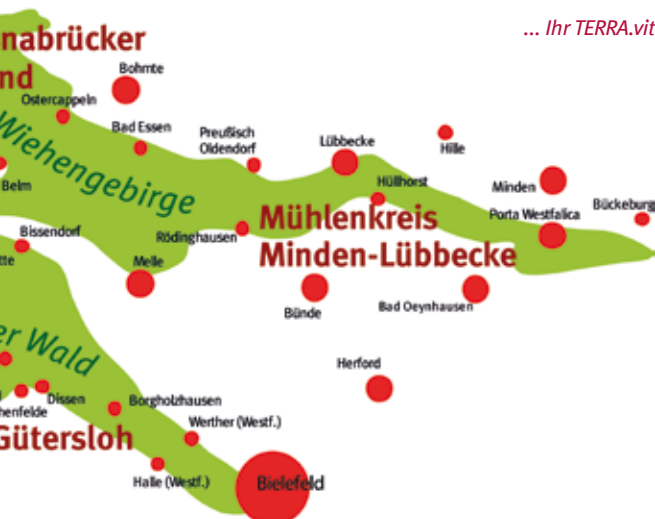 ... Ihr TERRA.vit
nabrücker
nd
Bohmte
Ostercappeln
Bad Essen
Preußisch
Oldendorf
Lübbecke
Hille
Wiehengebirge
Belm
Hüllhorst
Minden
Porta Westfalica
Bückeburg
Bissendorf
Rödinghausen
Mühlenkreis
Minden-Lübbecke
tte
Melle
Bünde
Bad Oeynhausen
er Wald
Herford
Dissen
henfelde
Borgholzhausen
Werther (Westf.)
Gütersloh
Halle (Westf.)
Bielefeld